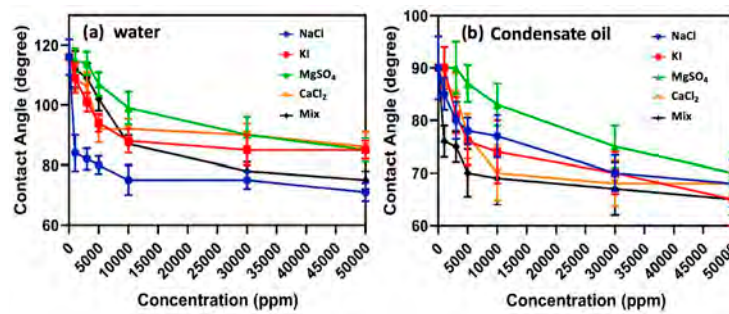 (a) water
NaCl
KI
MgSO₄
CaCl₂
Mix
Contact Angle (degree)
120
100
80
60
0
5000
10000
15000
20000
25000
30000
35000
40000
45000
50000
Concentration (ppm)
(b) Condensate oil
NaCl
KI
MgSO₄
CaCl₂
Mix
Contact Angle (degree)
100
90
80
70
60
0
5000
10000
15000
20000
25000
30000
35000
40000
45000
50000
Concentration (ppm)